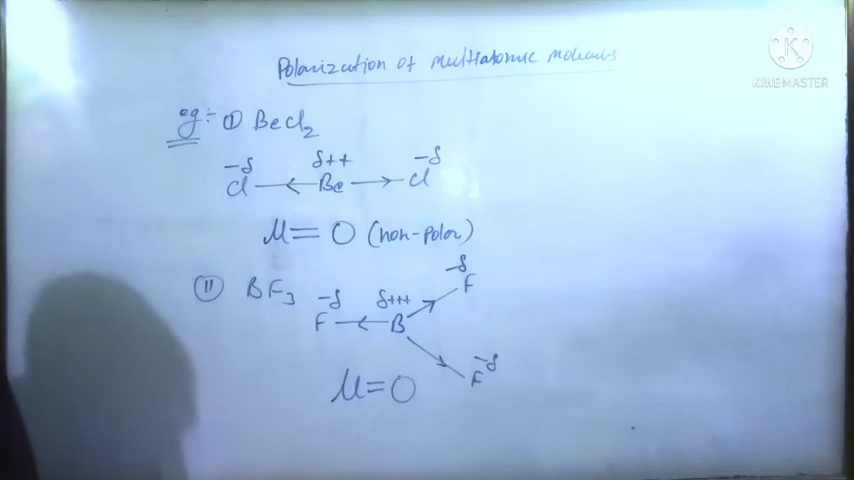 Polarization of multiatomic molecules
eg:- ① BeCl₂
-δ δ++ -δ
Cl ← Be → Cl
μ = 0 (non-polar)
② BF₃
-δ
F
-δ δ+++
F ← B
-δ
F
μ = 0
K
KINEMASTER